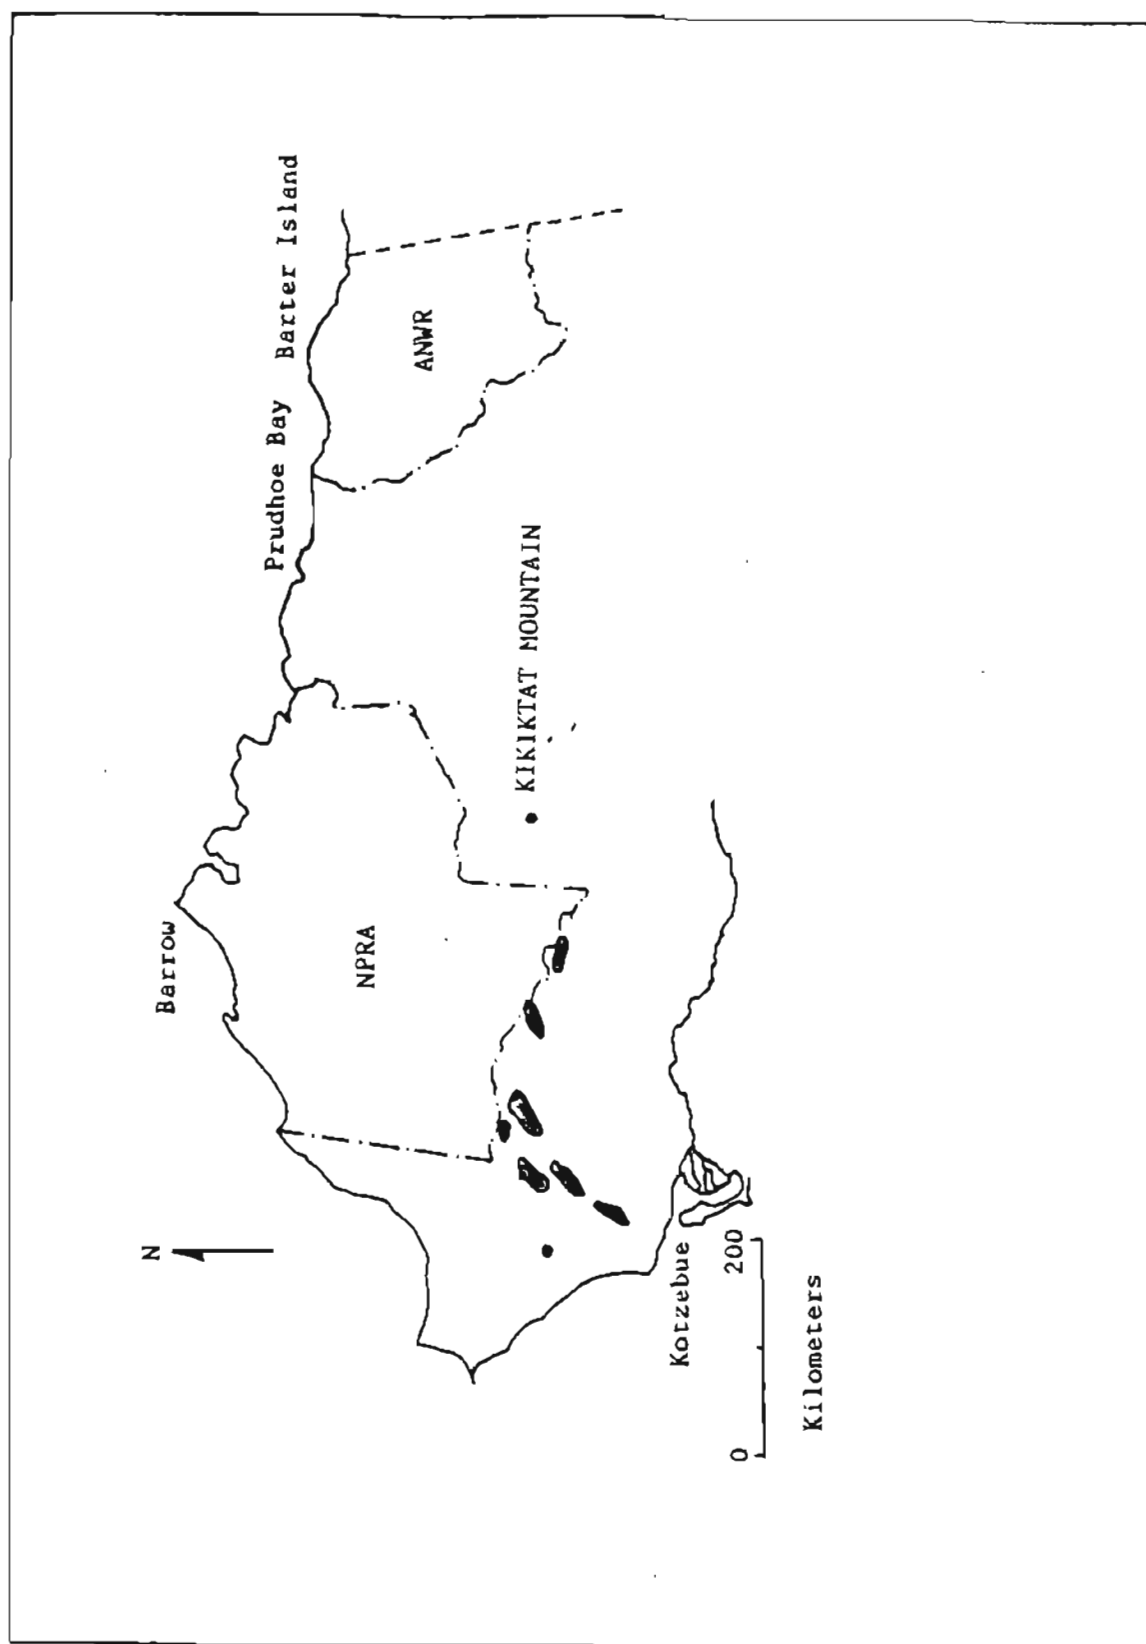 N
Barrow
Prudhoe Bay
Barter Island
NPRA
ANWR
KIKIKTAT MOUNTAIN
Kotzebue
0
200
Kilometers